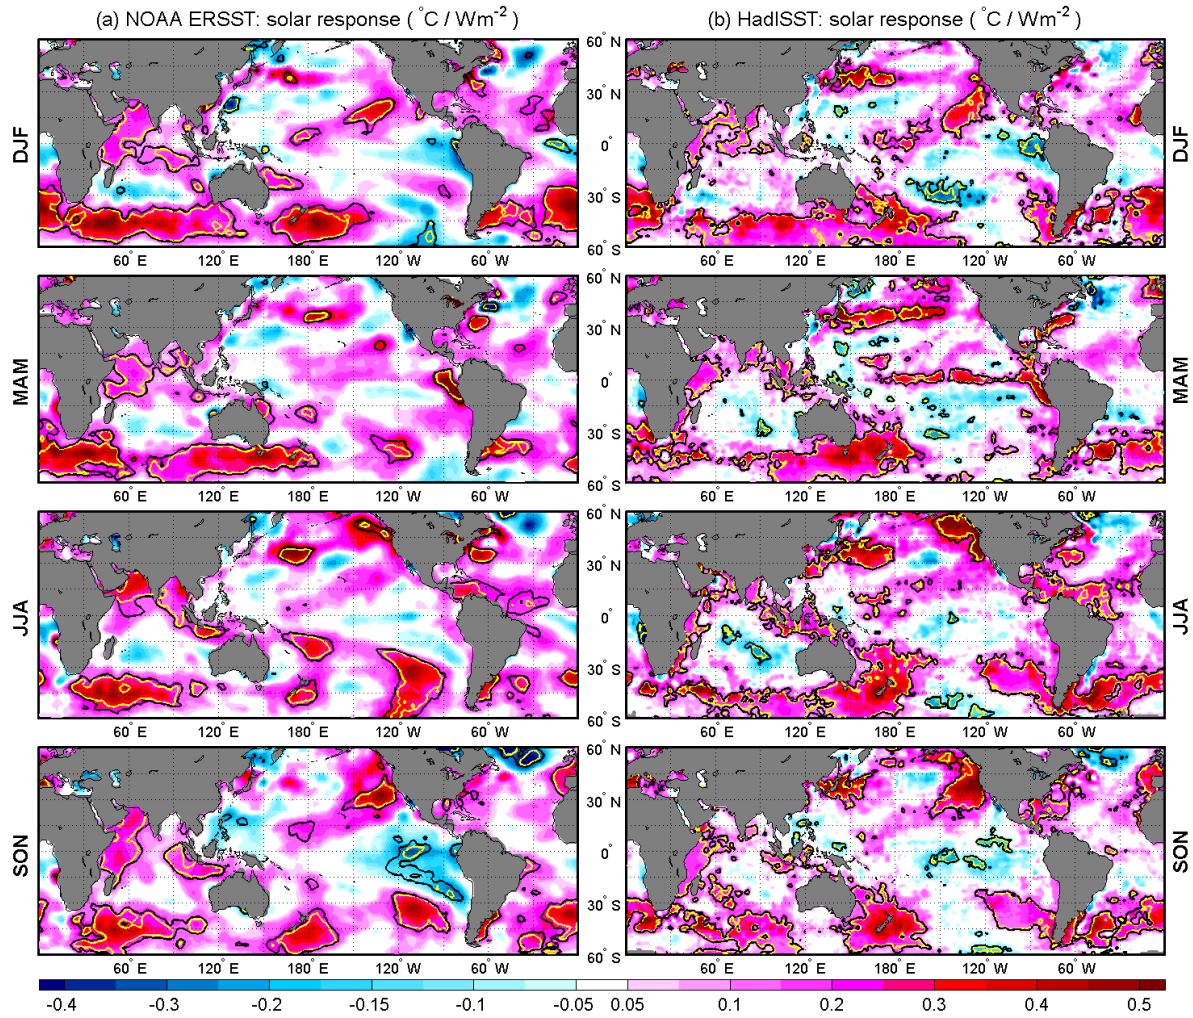 (a) NOAA ERSST: solar response ( °C / Wm⁻² )
(b) HadISST: solar response ( °C / Wm⁻² )
DJF
60° N
30° N
0°
30° S
60° S
DJF
60° E 120° E 180° E 120° W 60° W
60° E 120° E 180° E 120° W 60° W
MAM
60° N
30° N
0°
30° S
60° S
MAM
60° E 120° E 180° E 120° W 60° W
60° E 120° E 180° E 120° W 60° W
JJA
60° N
30° N
0°
30° S
60° S
JJA
60° E 120° E 180° E 120° W 60° W
60° E 120° E 180° E 120° W 60° W
SON
60° N
30° N
0°
30° S
60° S
SON
60° E 120° E 180° E 120° W 60° W
60° E 120° E 180° E 120° W 60° W
-0.4 -0.3 -0.2 -0.15 -0.1 -0.05 0.05 0.1 0.2 0.3 0.4 0.5